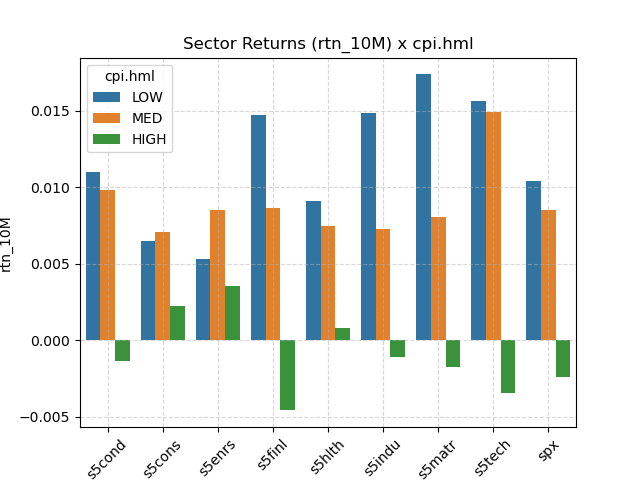 Sector Returns (rtn_10M) x cpi.hml
cpi.hml
LOW
MED
HIGH
0.015
0.010
0.005
0.000
−0.005
rtn_10M
s5cond
s5cons
s5enrs
s5finl
s5hlth
s5indu
s5matr
s5tech
spx